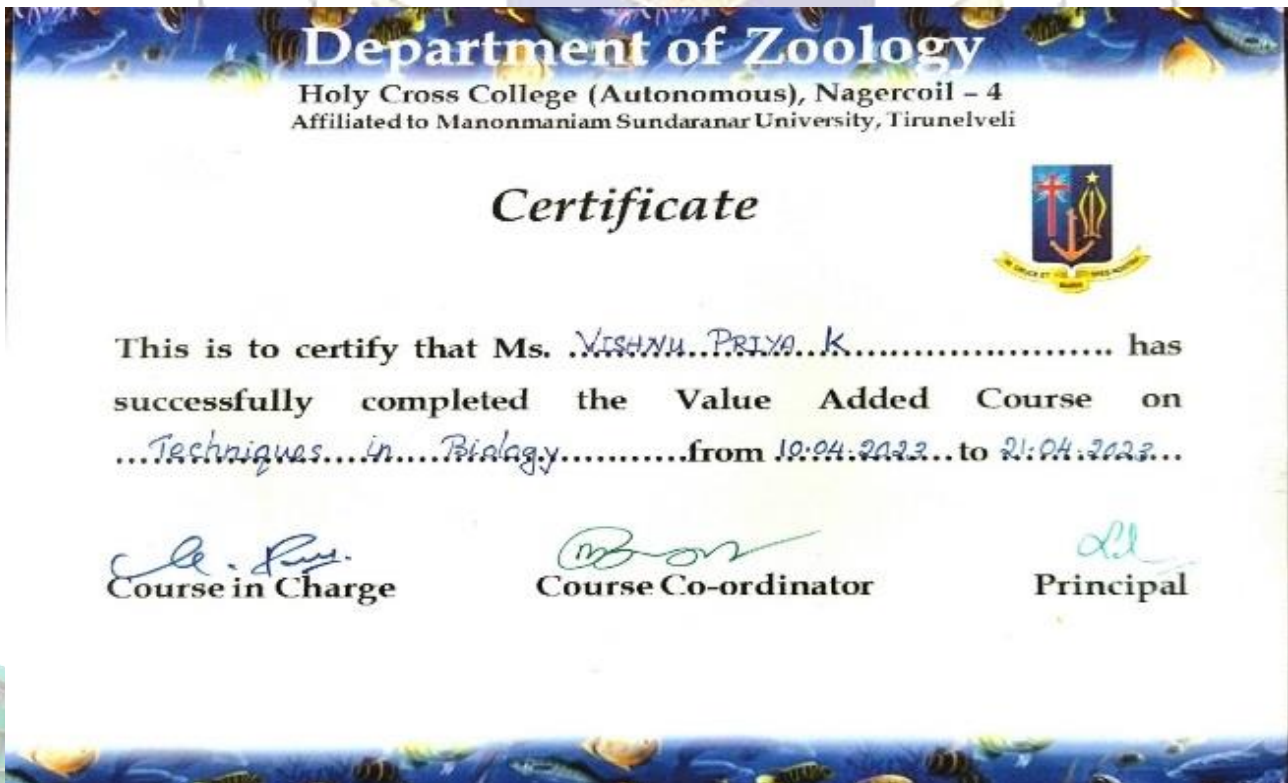 Department of Zoology
Holy Cross College (Autonomous), Nagercoil – 4
Affiliated to Manonmaniam Sundaranar University, Tirunelveli
Certificate
This is to certify that Ms. VISHNU PRIYA K has
successfully completed the Value Added Course on
Techniques in Biology from 10.04.2023 to 21.04.2023
Course in Charge
Course Co-ordinator
Principal